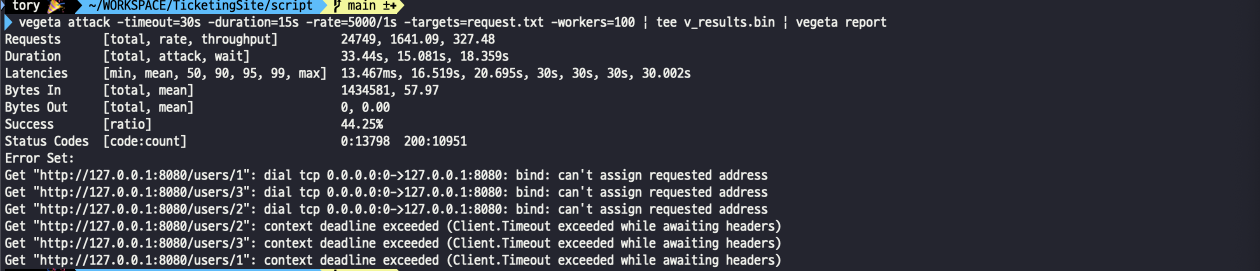 tory 🎉 ~/WORKSPACE/TicketingSite/script main ±✦
vegeta attack -timeout=30s -duration=15s -rate=5000/1s -targets=request.txt -workers=100 | tee v_results.bin | vegeta report
Requests [total, rate, throughput] 24749, 1641.09, 327.48
Duration [total, attack, wait] 33.44s, 15.081s, 18.359s
Latencies [min, mean, 50, 90, 95, 99, max] 13.467ms, 16.519s, 20.695s, 30s, 30s, 30s, 30.002s
Bytes In [total, mean] 1434581, 57.97
Bytes Out [total, mean] 0, 0.00
Success [ratio] 44.25%
Status Codes [code:count] 0:13798 200:10951
Error Set:
Get "http://127.0.0.1:8080/users/1": dial tcp 0.0.0.0:0->127.0.0.1:8080: bind: can't assign requested address
Get "http://127.0.0.1:8080/users/3": dial tcp 0.0.0.0:0->127.0.0.1:8080: bind: can't assign requested address
Get "http://127.0.0.1:8080/users/2": dial tcp 0.0.0.0:0->127.0.0.1:8080: bind: can't assign requested address
Get "http://127.0.0.1:8080/users/2": context deadline exceeded (Client.Timeout exceeded while awaiting headers)
Get "http://127.0.0.1:8080/users/3": context deadline exceeded (Client.Timeout exceeded while awaiting headers)
Get "http://127.0.0.1:8080/users/1": context deadline exceeded (Client.Timeout exceeded while awaiting headers)